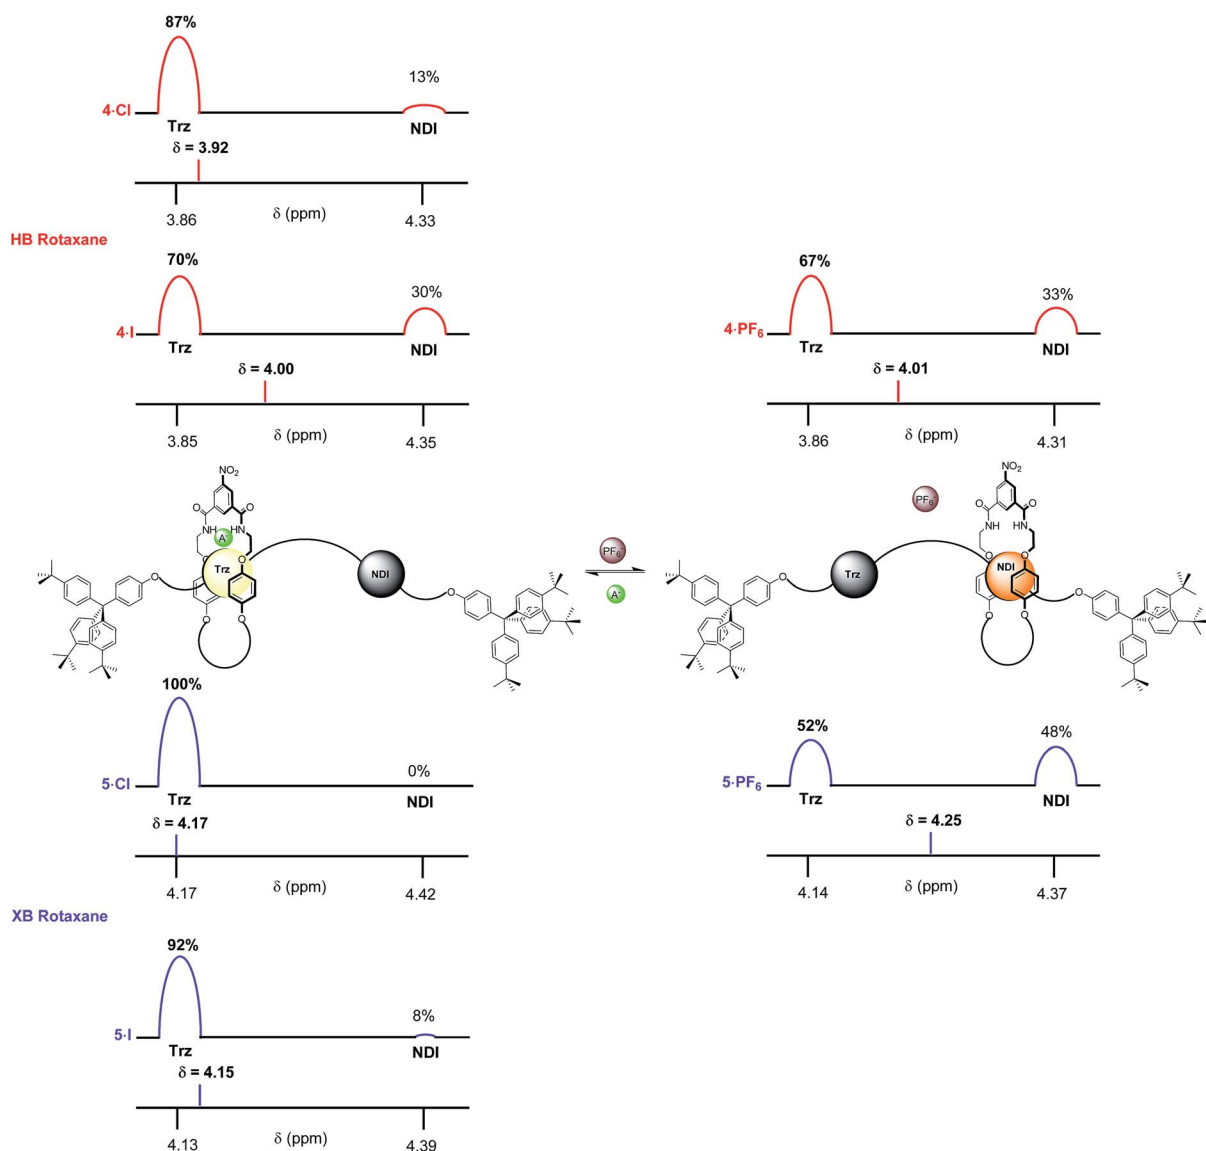 87%
13%
4·Cl
Trz
NDI
δ = 3.92
3.86
δ (ppm)
4.33
HB Rotaxane
70%
30%
4·I
Trz
NDI
δ = 4.00
3.85
δ (ppm)
4.35
67%
33%
4·PF₆
Trz
NDI
δ = 4.01
3.86
δ (ppm)
4.31
NO₂
O
O
NH
HN
A⁻
O
O
Trz
NDI
O
O
O
O
PF₆⁻
A⁻
NO₂
PF₆⁻
O
O
NH
HN
O
O
Trz
NDI
O
O
O
O
100%
0%
5·Cl
Trz
NDI
δ = 4.17
4.17
δ (ppm)
4.42
52%
48%
5·PF₆
Trz
NDI
δ = 4.25
4.14
δ (ppm)
4.37
XB Rotaxane
92%
8%
5·I
Trz
NDI
δ = 4.15
4.13
δ (ppm)
4.39